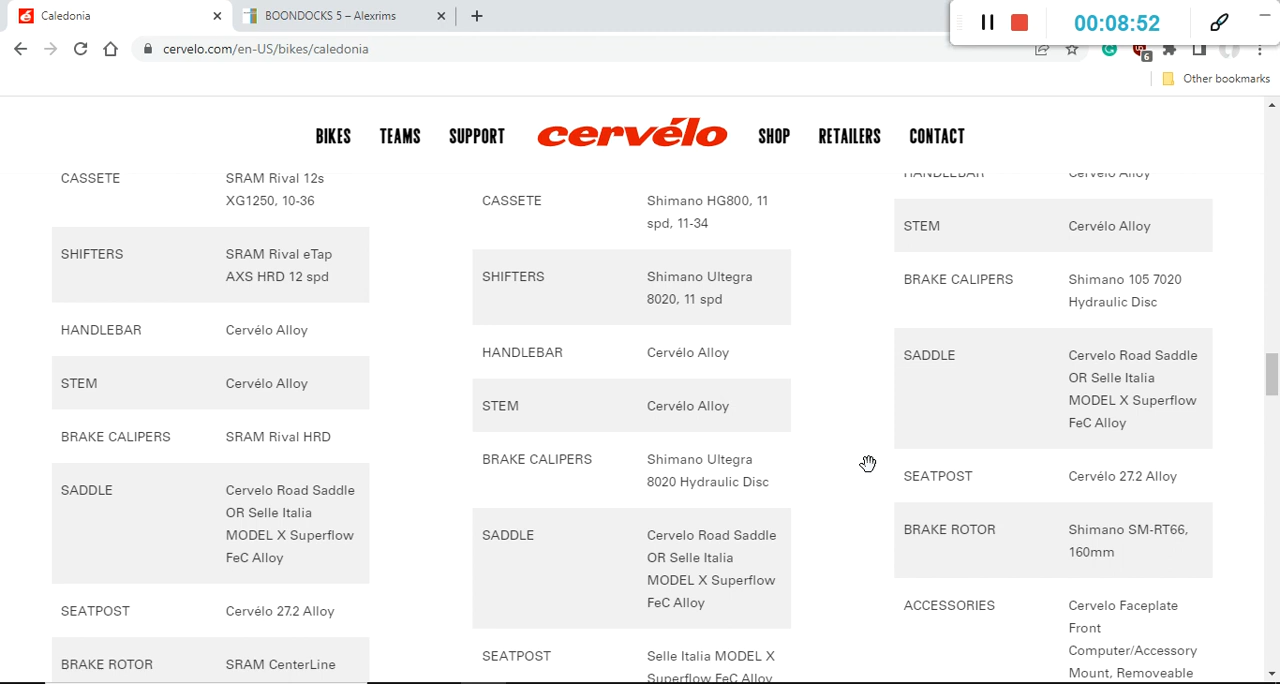 Caledonia
BOONDOCKS 5 – Alexrims
00:08:52
cervelo.com/en-US/bikes/caledonia
6
Other bookmarks
BIKES TEAMS SUPPORT cervélo SHOP RETAILERS CONTACT
CASSETE SRAM Rival 12s
XG1250, 10-36
SHIFTERS SRAM Rival eTap
AXS HRD 12 spd
HANDLEBAR Cervélo Alloy
STEM Cervélo Alloy
BRAKE CALIPERS SRAM Rival HRD
SADDLE Cervelo Road Saddle
OR Selle Italia
MODEL X Superflow
FeC Alloy
SEATPOST Cervélo 27.2 Alloy
BRAKE ROTOR SRAM CenterLine
CASSETE Shimano HG800, 11
spd, 11-34
SHIFTERS Shimano Ultegra
8020, 11 spd
HANDLEBAR Cervélo Alloy
STEM Cervélo Alloy
BRAKE CALIPERS Shimano Ultegra
8020 Hydraulic Disc
SADDLE Cervelo Road Saddle
OR Selle Italia
MODEL X Superflow
FeC Alloy
SEATPOST Selle Italia MODEL X
Superflow FeC Alloy
HANDLEBAR Cervélo Alloy
STEM Cervélo Alloy
BRAKE CALIPERS Shimano 105 7020
Hydraulic Disc
SADDLE Cervelo Road Saddle
OR Selle Italia
MODEL X Superflow
FeC Alloy
SEATPOST Cervélo 27.2 Alloy
BRAKE ROTOR Shimano SM-RT66,
160mm
ACCESSORIES Cervelo Faceplate
Front
Computer/Accessory
Mount, Removeable